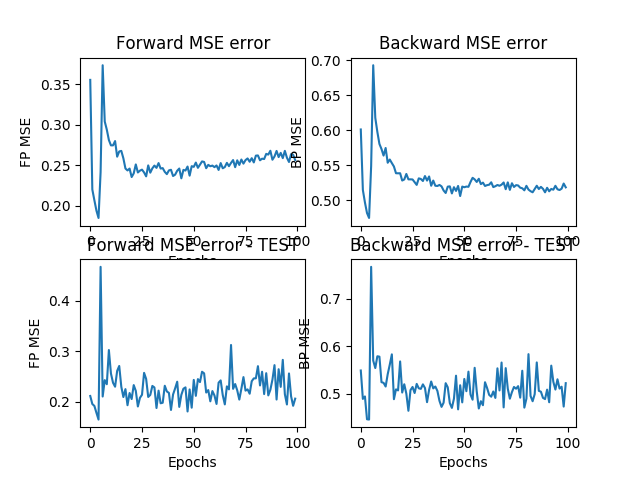 Forward MSE error
Backward MSE error
FP MSE
0.35
0.30
0.25
0.20
0 25 50 75 100
Epochs
BP MSE
0.70
0.65
0.60
0.55
0.50
0 25 50 75 100
Forward MSE error - TEST
Backward MSE error - TEST
FP MSE
0.4
0.3
0.2
0 25 50 75 100
Epochs
BP MSE
0.7
0.6
0.5
0 25 50 75 100
Epochs